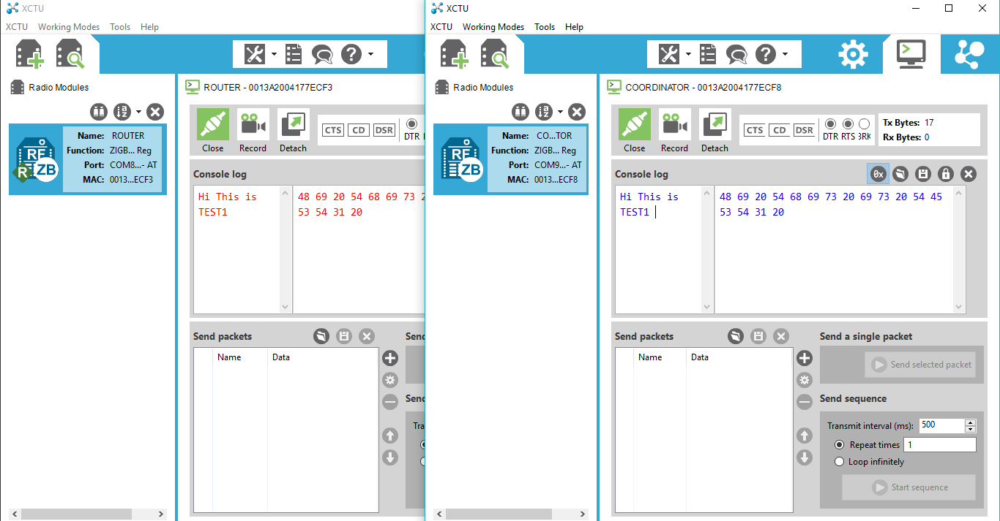 XCTU
XCTU Working Modes Tools Help
Radio Modules
Name: ROUTER
Function: ZIGB... Reg
Port: COM8...- AT
MAC: 0013...ECF3
R
RF
ZB
ROUTER - 0013A2004177ECF3
Close Record Detach
CTS CD DSR
DTR
Console log
Hi This is
TEST1
48 69 20 54 68 69 73 2
53 54 31 20
Send packets
Name Data
Send
Send
Tra
XCTU
XCTU Working Modes Tools Help
Radio Modules
Name: CO...TOR
Function: ZIGB... Reg
Port: COM9...- AT
MAC: 0013...ECF8
RF
ZB
COORDINATOR - 0013A2004177ECF8
Close Record Detach
CTS CD DSR
DTR RTS BRK
Tx Bytes: 17
Rx Bytes: 0
Console log
0x
Hi This is
TEST1
48 69 20 54 68 69 73 20 69 73 20 54 45
53 54 31 20
Send packets
Name Data
Send a single packet
Send selected packet
Send sequence
Transmit interval (ms): 500
Repeat times 1
Loop infinitely
Start sequence